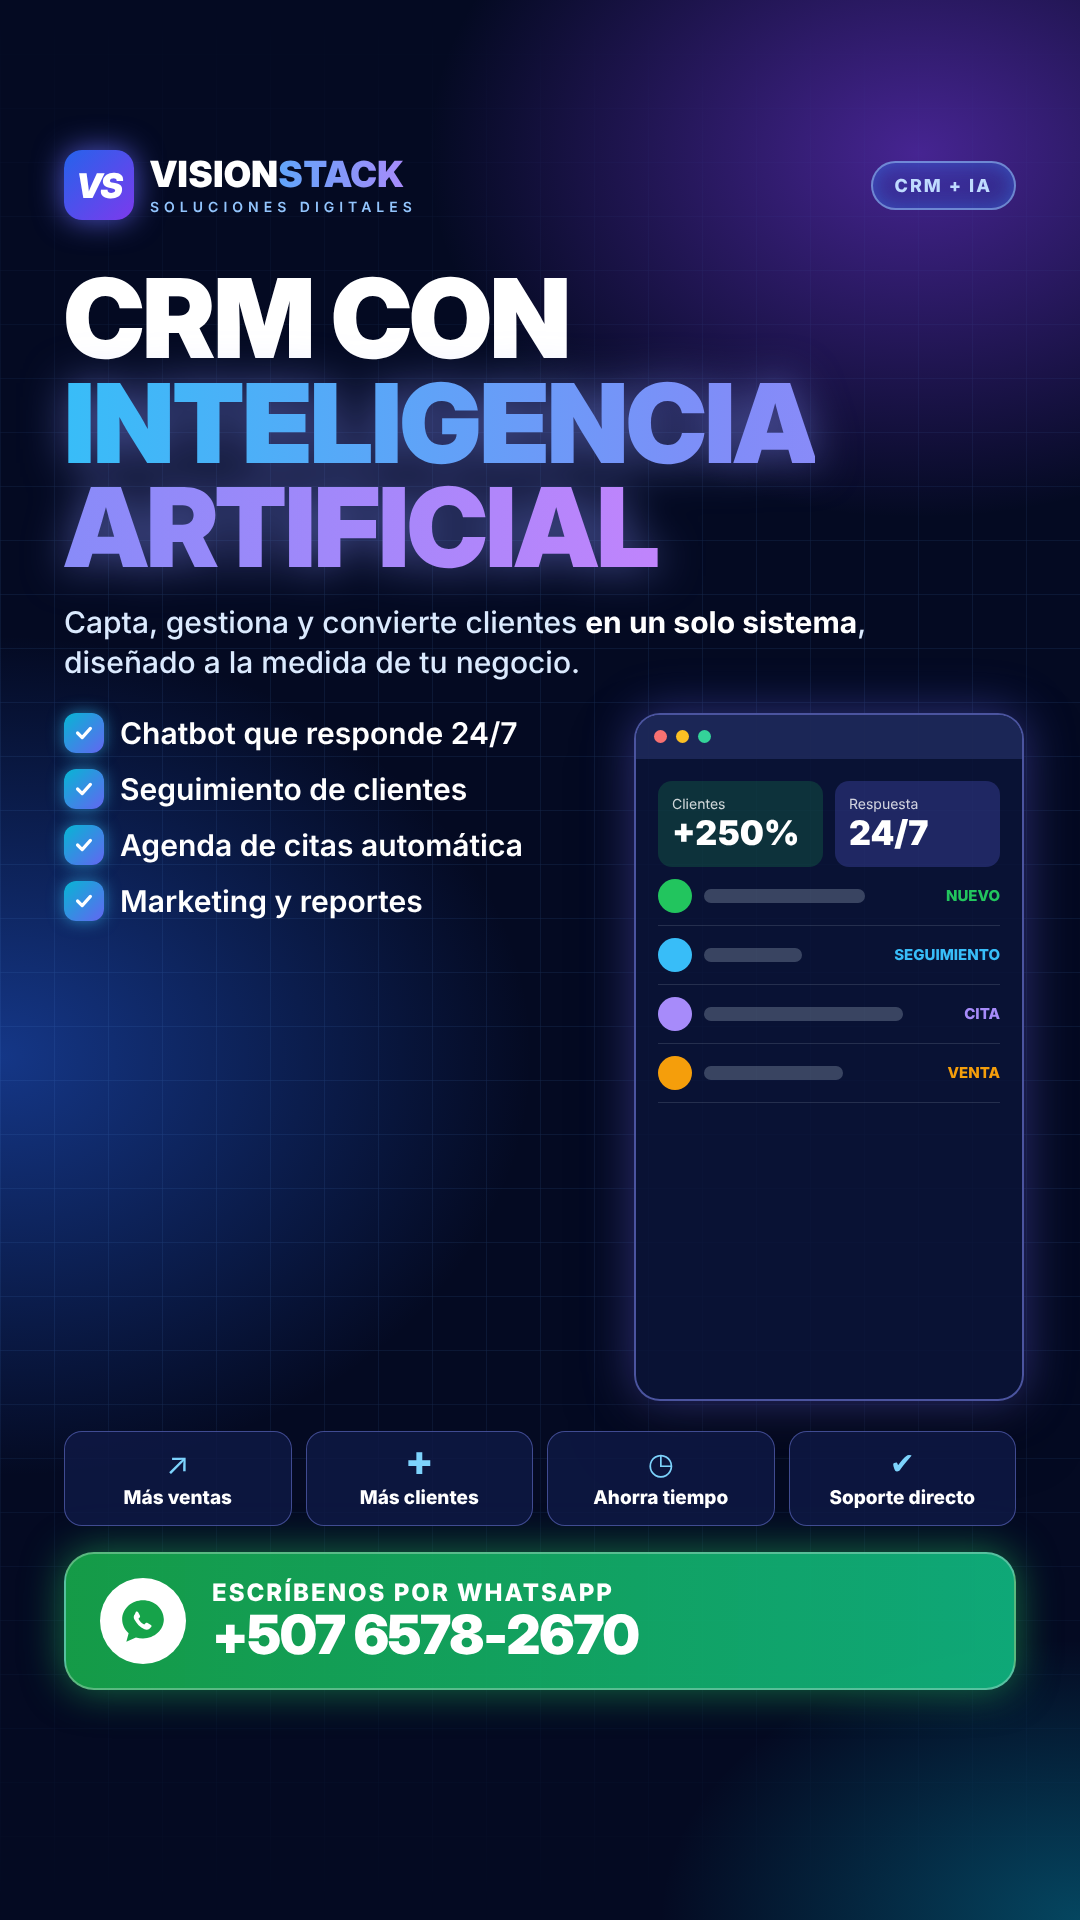 VS
VISIONSTACK
SOLUCIONES DIGITALES
CRM + IA
CRM CON
INTELIGENCIA
ARTIFICIAL
Capta, gestiona y convierte clientes en un solo sistema,
diseñado a la medida de tu negocio.
Chatbot que responde 24/7
Seguimiento de clientes
Agenda de citas automática
Marketing y reportes
Clientes
+250%
Respuesta
24/7
NUEVO
SEGUIMIENTO
CITA
VENTA
Más ventas
Más clientes
Ahorra tiempo
Soporte directo
ESCRÍBENOS POR WHATSAPP
+507 6578-2670